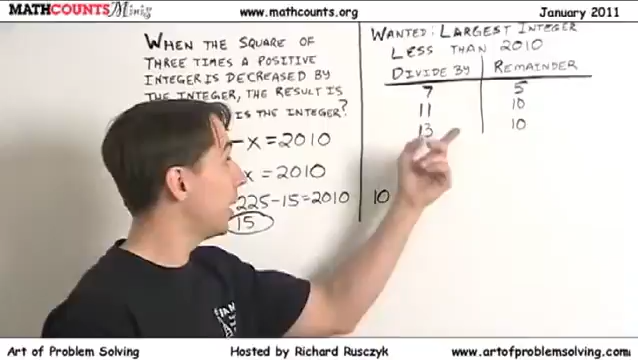 MATHCOUNTS Minis
www.mathcounts.org
January 2011
WHEN THE SQUARE OF
THREE TIMES A POSITIVE
INTEGER IS DECREASED BY
THE INTEGER, THE RESULT IS
IS THE INTEGER?
- x = 2010
x = 2010
225 - 15 = 2010
15
WANTED: LARGEST INTEGER
LESS THAN 2010
DIVIDE BY REMAINDER
7 5
11 10
13 10
10
Art of Problem Solving
Hosted by Richard Rusczyk
www.artofproblemsolving.com